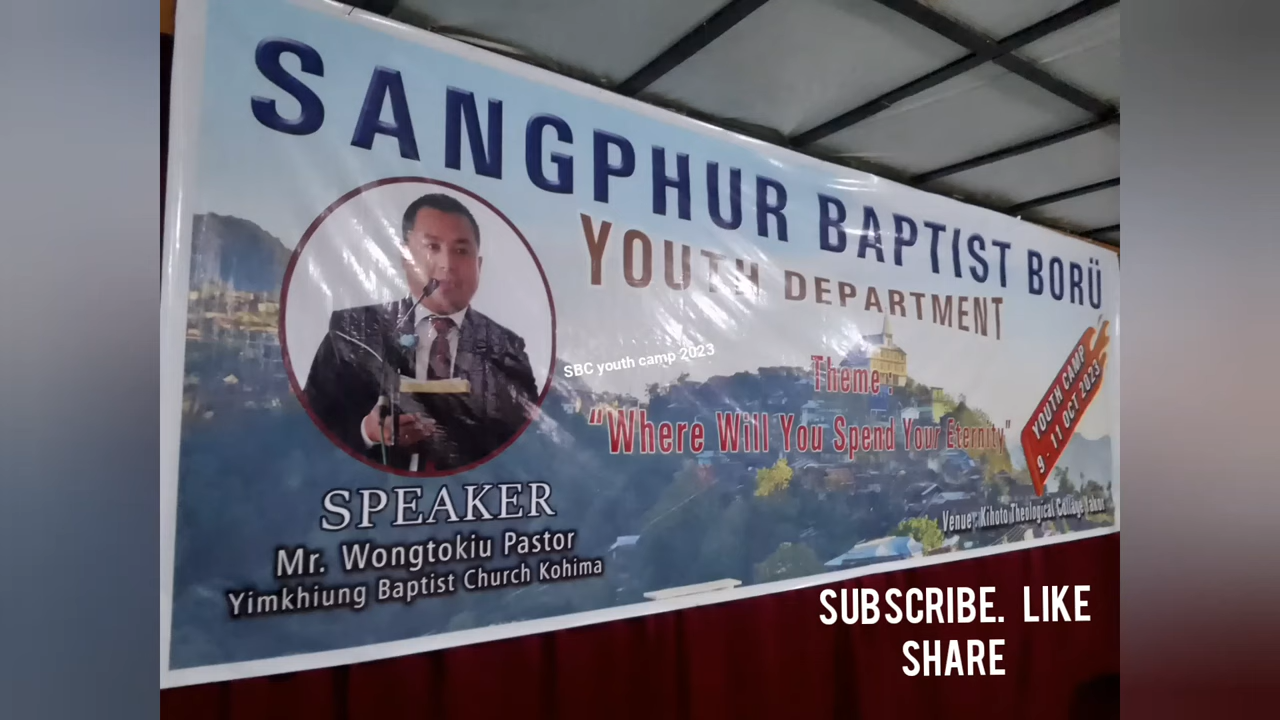 SANGPHUR BAPTIST BORÜ
YOUTH DEPARTMENT
SBC youth camp 2023
Theme :
“Where Will You Spend Your Eternity”
YOUTH CAMP
9 - 11 OCT 2023
Venue: Kihoto Theological College
SPEAKER
Mr. Wongtokiu Pastor
Yimkhiung Baptist Church Kohima
SUBSCRIBE. LIKE
SHARE